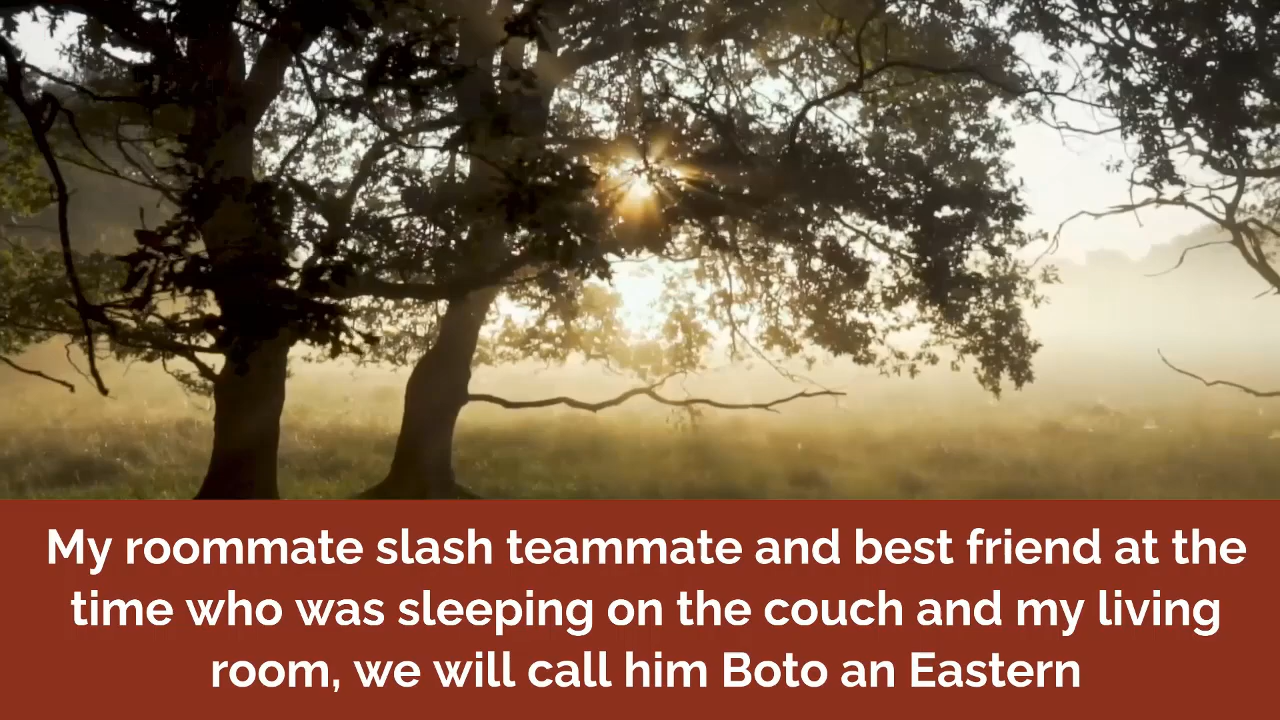 My roommate slash teammate and best friend at the
time who was sleeping on the couch and my living
room, we will call him Boto an Eastern